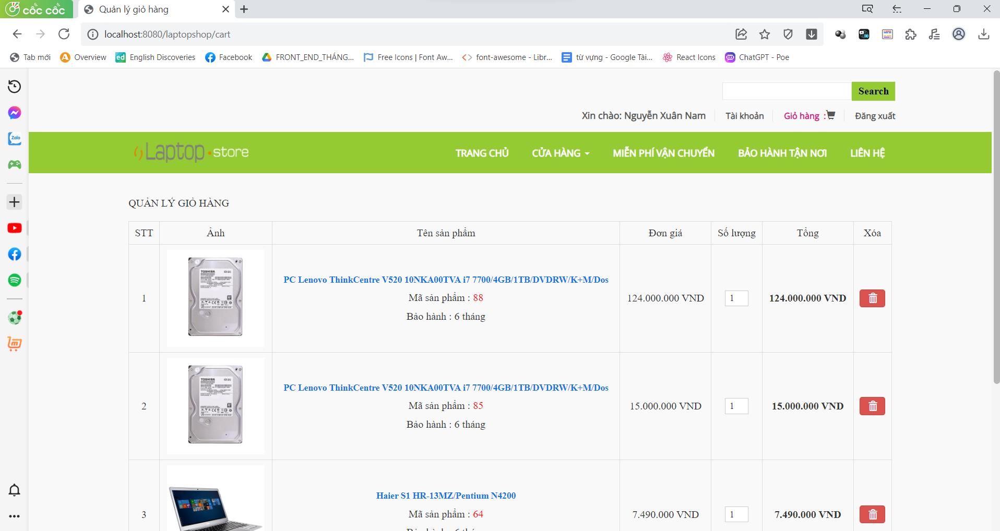 cốc cốc
Quản lý giỏ hàng
localhost:8080/laptopshop/cart
Tab mới
Overview
ed
English Discoveries
Facebook
FRONT_END_THÁNG...
Free Icons | Font Aw...
font-awesome - Libr...
từ vựng - Google Tài...
React Icons
ChatGPT - Poe
Zalo
Search
Xin chào: Nguyễn Xuân Nam
Tài khoản
Giỏ hàng :
Đăng xuất
Laptop store
TRANG CHỦ
CỬA HÀNG
MIỄN PHÍ VẬN CHUYỂN
BẢO HÀNH TẬN NƠI
LIÊN HỆ
QUẢN LÝ GIỎ HÀNG
STT
Ảnh
Tên sản phẩm
Đơn giá
Số lượng
Tổng
Xóa
1
TOSHIBA
PC Lenovo ThinkCentre V520 10NKA00TVA i7 7700/4GB/1TB/DVDRW/K+M/Dos
Mã sản phẩm : 88
Bảo hành : 6 tháng
124.000.000 VND
1
124.000.000 VND
2
TOSHIBA
PC Lenovo ThinkCentre V520 10NKA00TVA i7 7700/4GB/1TB/DVDRW/K+M/Dos
Mã sản phẩm : 85
Bảo hành : 6 tháng
15.000.000 VND
1
15.000.000 VND
3
Haier S1 HR-13MZ/Pentium N4200
Mã sản phẩm : 64
7.490.000 VND
1
7.490.000 VND